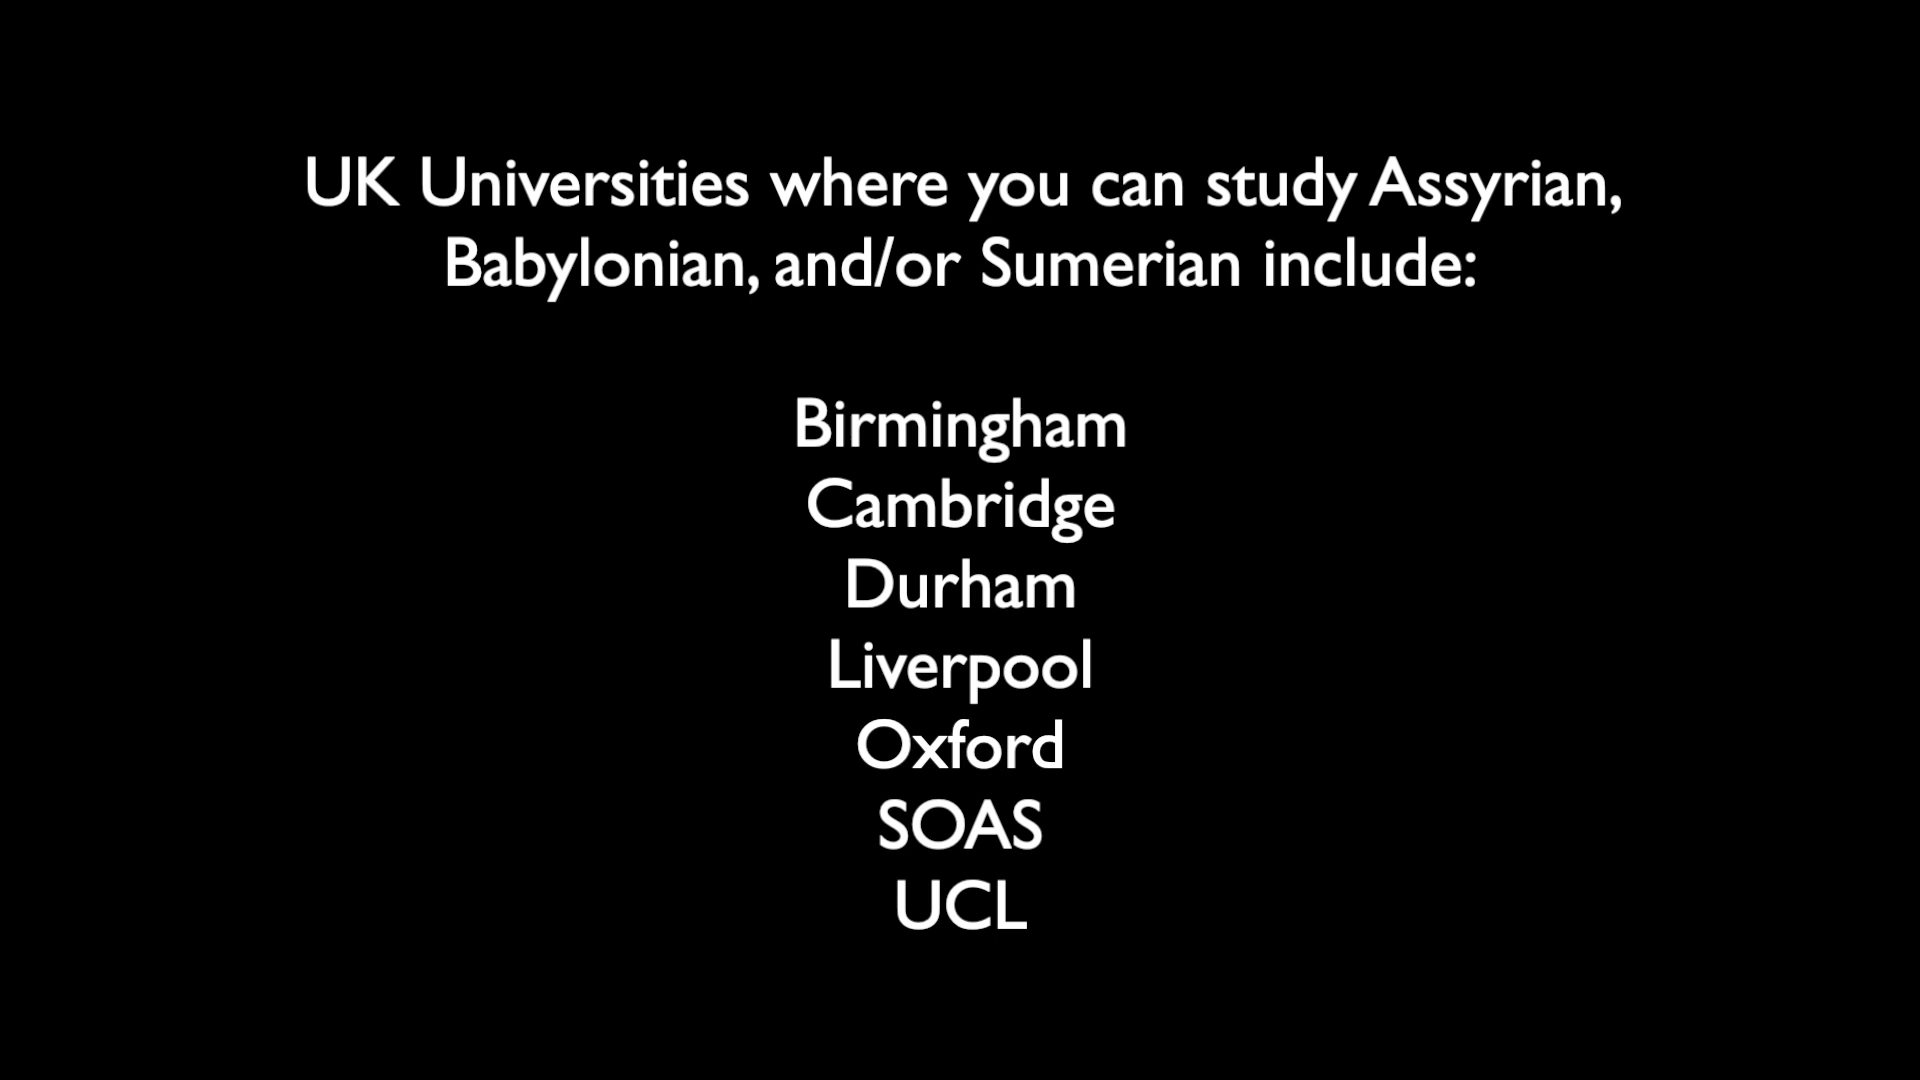 UK Universities where you can study Assyrian,
Babylonian, and/or Sumerian include:
Birmingham
Cambridge
Durham
Liverpool
Oxford
SOAS
UCL